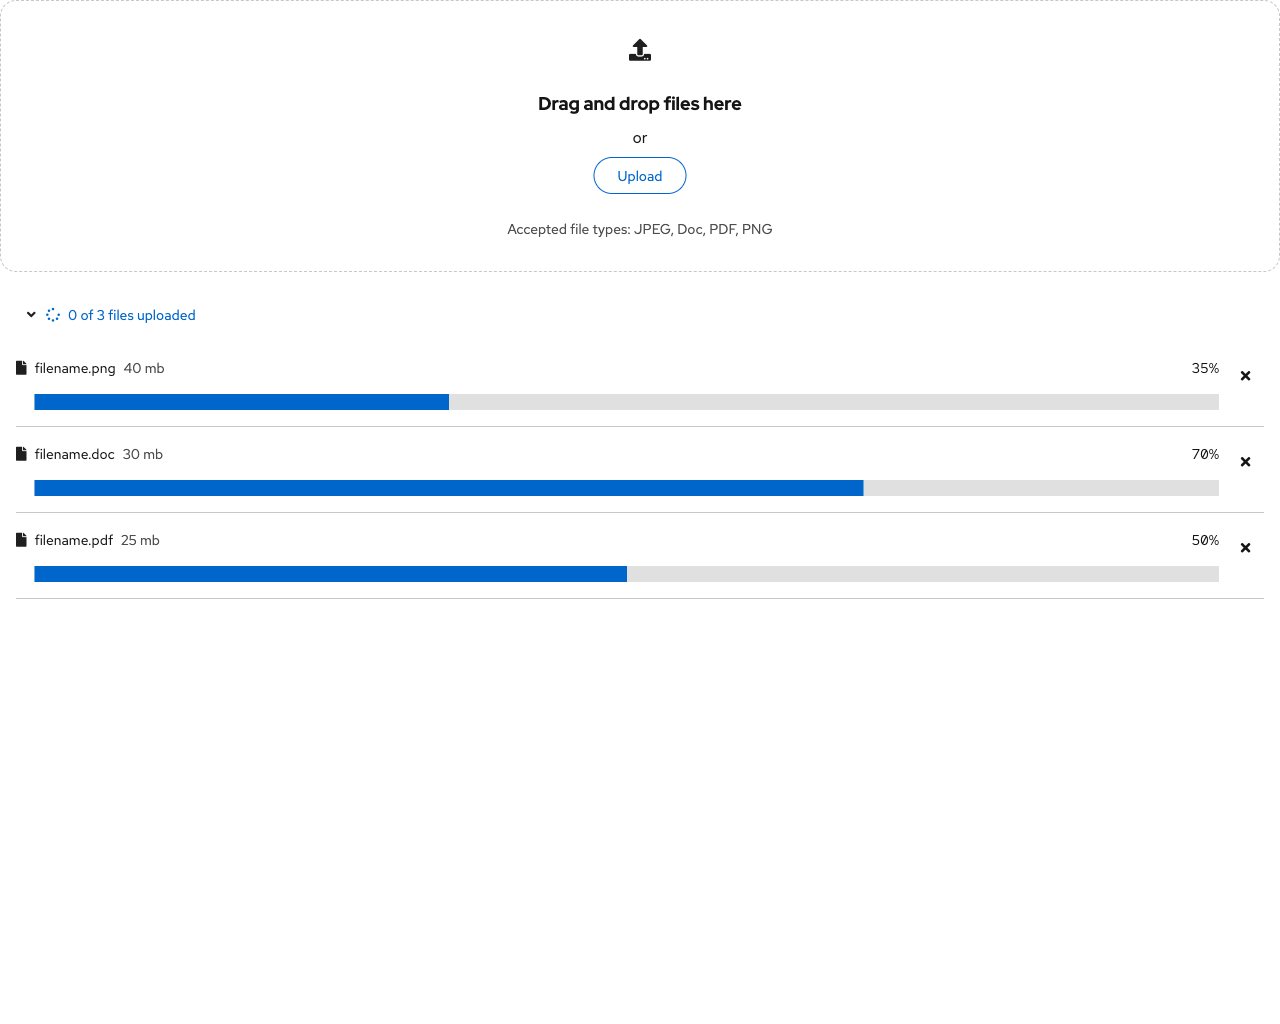 Drag and drop files here
or
Upload
Accepted file types: JPEG, Doc, PDF, PNG
0 of 3 files uploaded
filename.png 40 mb 35%
filename.doc 30 mb 70%
filename.pdf 25 mb 50%